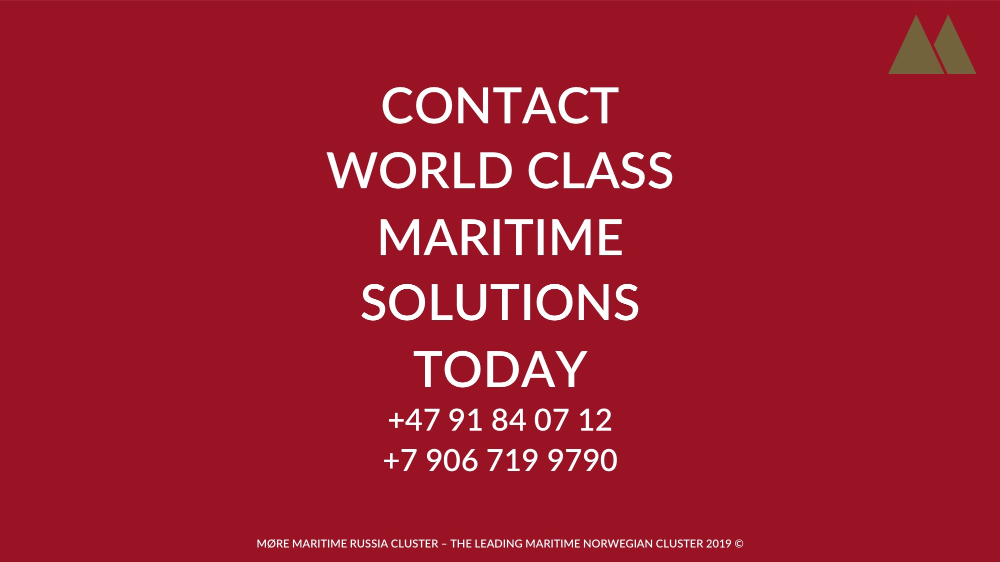 CONTACT
WORLD CLASS
MARITIME
SOLUTIONS
TODAY
+47 91 84 07 12
+7 906 719 9790
MØRE MARITIME RUSSIA CLUSTER – THE LEADING MARITIME NORWEGIAN CLUSTER 2019 ©